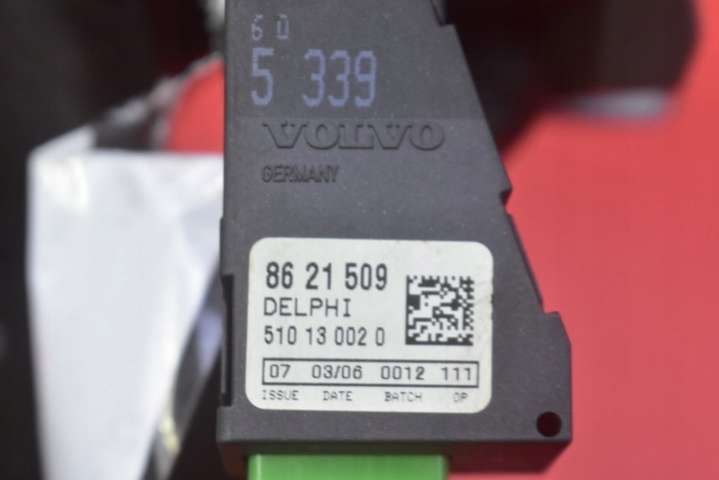 6 0
5 339
VOLVO
GERMANY
86 21 509
DELPHI
510 13 002 0
07 03/06 0012 111
ISSUE DATE BATCH OP